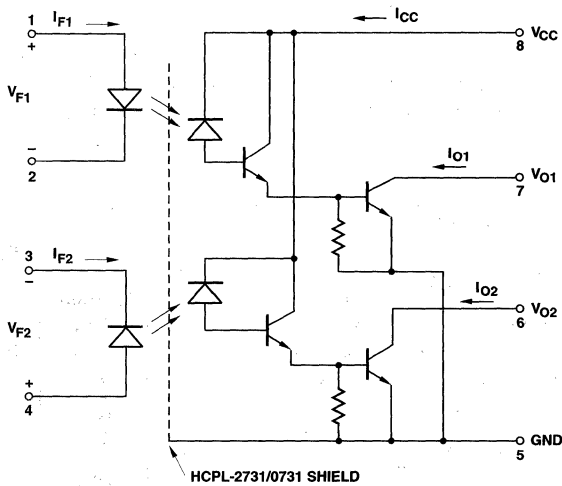 1 IF1
+
VF1
−
2
ICC
VCC
8
IO1
VO1
7
3 IF2
−
VF2
+
4
IO2
VO2
6
GND
5
HCPL-2731/0731 SHIELD